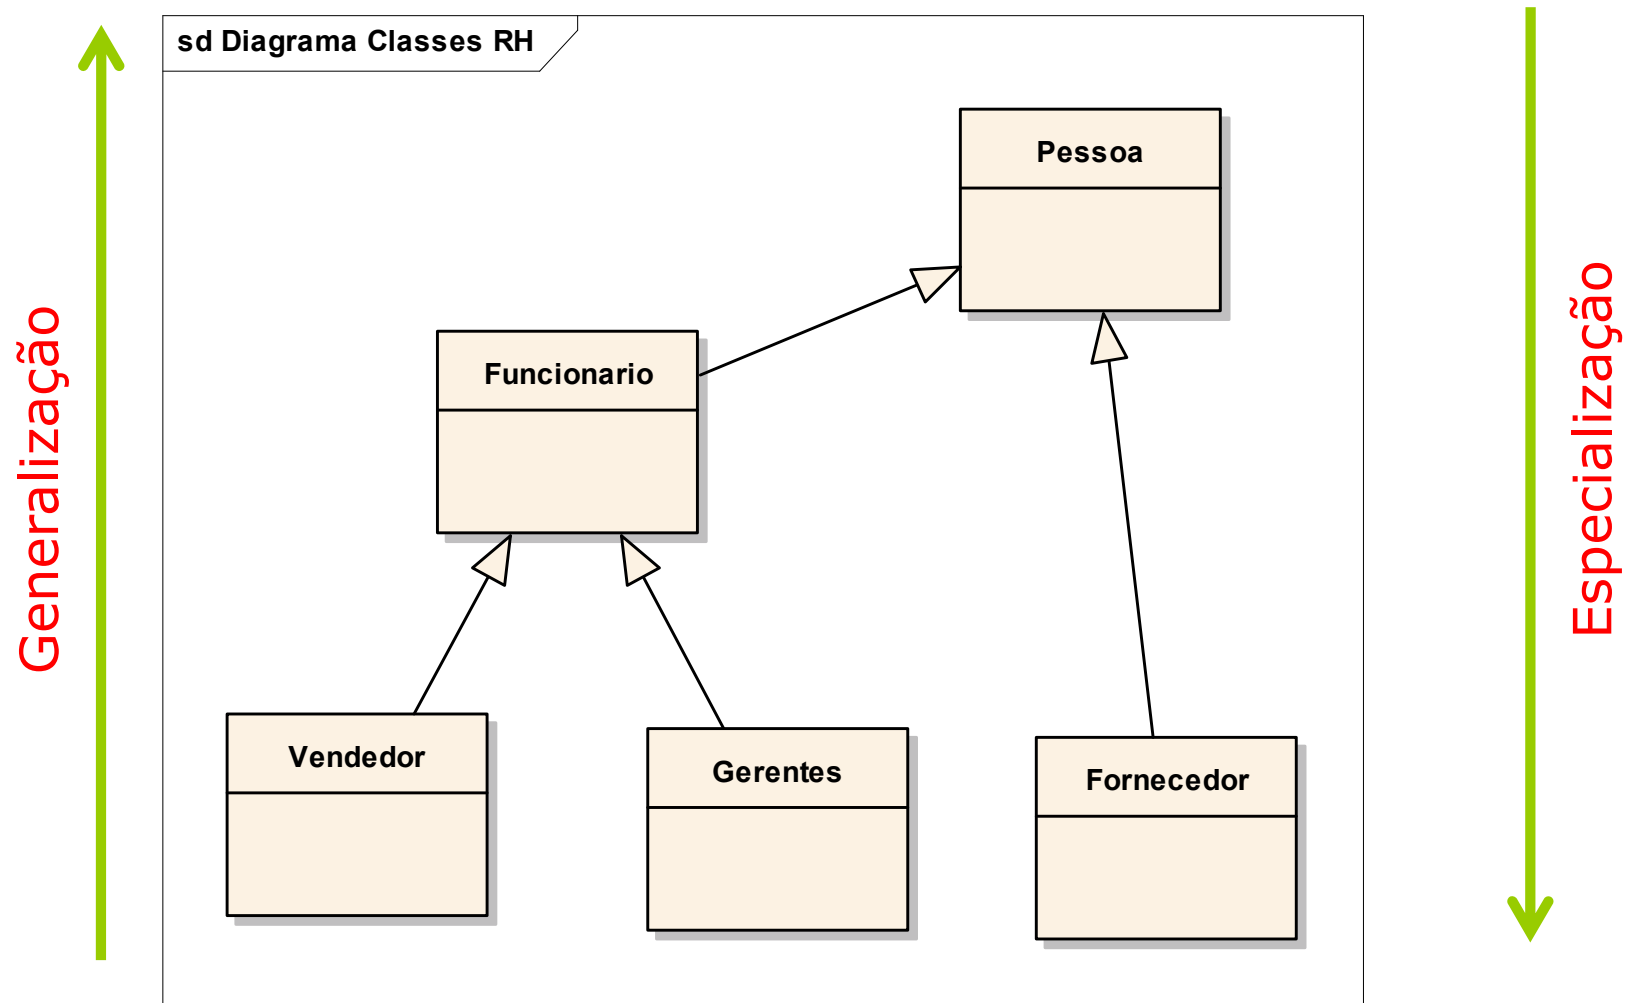 sd Diagrama Classes RH
Pessoa
Funcionario
Vendedor
Gerentes
Fornecedor
Generalização
Especialização